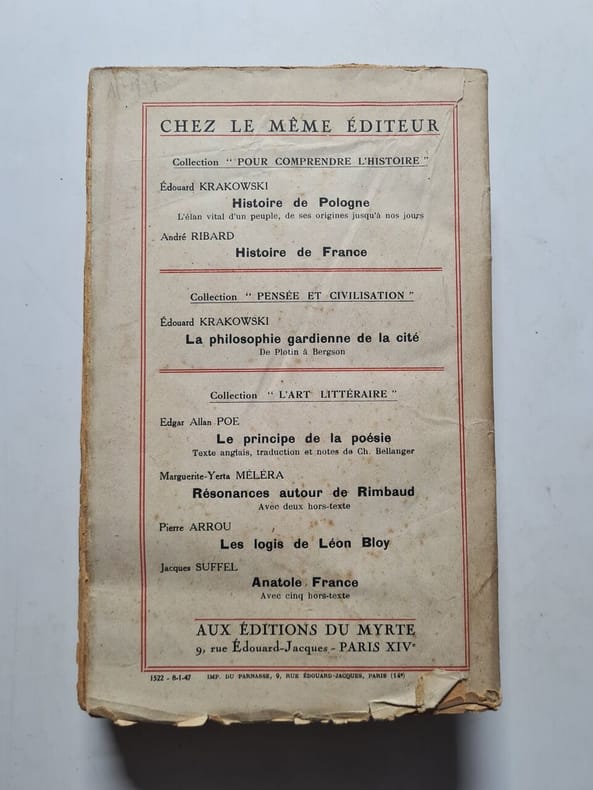 CHEZ LE MÊME ÉDITEUR
Collection "POUR COMPRENDRE L'HISTOIRE"
Édouard KRAKOWSKI
Histoire de Pologne
L'élan vital d'un peuple, de ses origines jusqu'à nos jours
André RIBARD
Histoire de France
Collection "PENSÉE ET CIVILISATION"
Édouard KRAKOWSKI
La philosophie gardienne de la cité
De Plotin à Bergson
Collection "L'ART LITTÉRAIRE"
Edgar Allan POE
Le principe de la poésie
Texte anglais, traduction et notes de Ch. Bellanger
Marguerite-Yerta MÉLÉRA
Résonances autour de Rimbaud
Avec deux hors-texte
Pierre ARROU
Les logis de Léon Bloy
Jacques SUFFEL
Anatole France
Avec cinq hors-texte
AUX ÉDITIONS DU MYRTE
9, rue Édouard-Jacques - PARIS XIVe
1522 - 8-1-47 IMP. DU PARNASSE, 9, RUE ÉDOUARD-JACQUES, PARIS (14e)